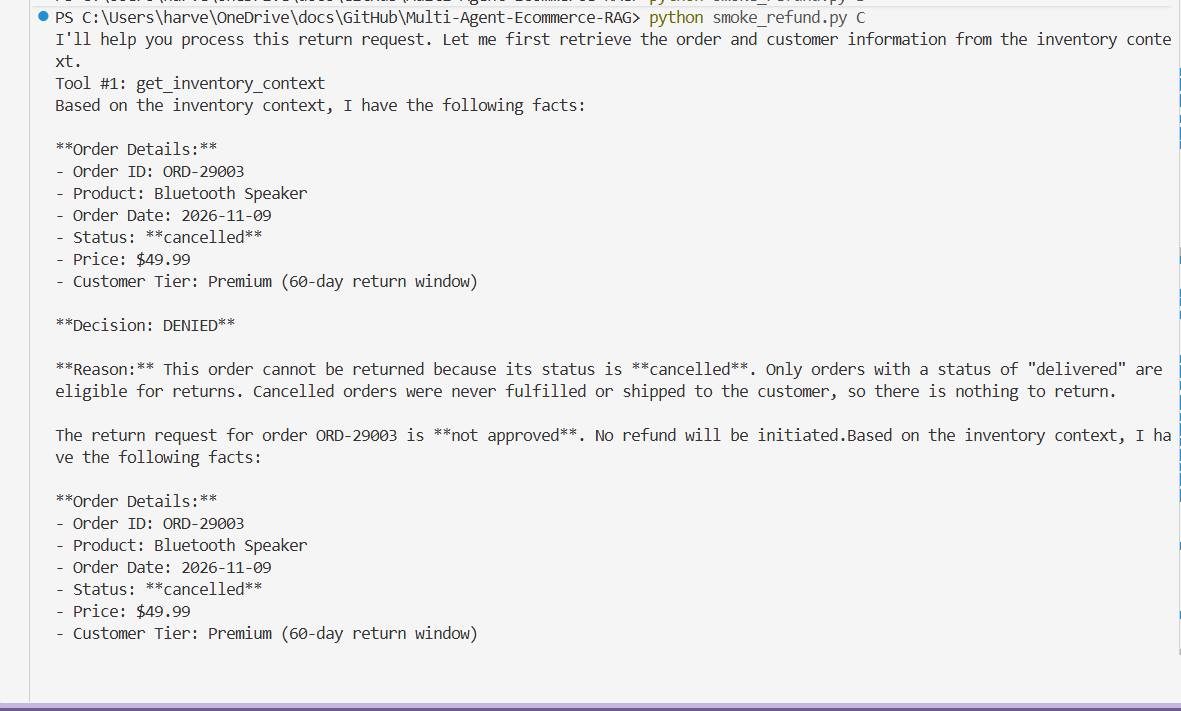 PS C:\Users\harve\OneDrive\docs\GitHub\Multi-Agent-Ecommerce-RAG> python smoke_refund.py C
I'll help you process this return request. Let me first retrieve the order and customer information from the inventory conte
xt.
Tool #1: get_inventory_context
Based on the inventory context, I have the following facts:
**Order Details:**
- Order ID: ORD-29003
- Product: Bluetooth Speaker
- Order Date: 2026-11-09
- Status: **cancelled**
- Price: $49.99
- Customer Tier: Premium (60-day return window)
**Decision: DENIED**
**Reason:** This order cannot be returned because its status is **cancelled**. Only orders with a status of "delivered" are
eligible for returns. Cancelled orders were never fulfilled or shipped to the customer, so there is nothing to return.
The return request for order ORD-29003 is **not approved**. No refund will be initiated.Based on the inventory context, I ha
ve the following facts:
**Order Details:**
- Order ID: ORD-29003
- Product: Bluetooth Speaker
- Order Date: 2026-11-09
- Status: **cancelled**
- Price: $49.99
- Customer Tier: Premium (60-day return window)